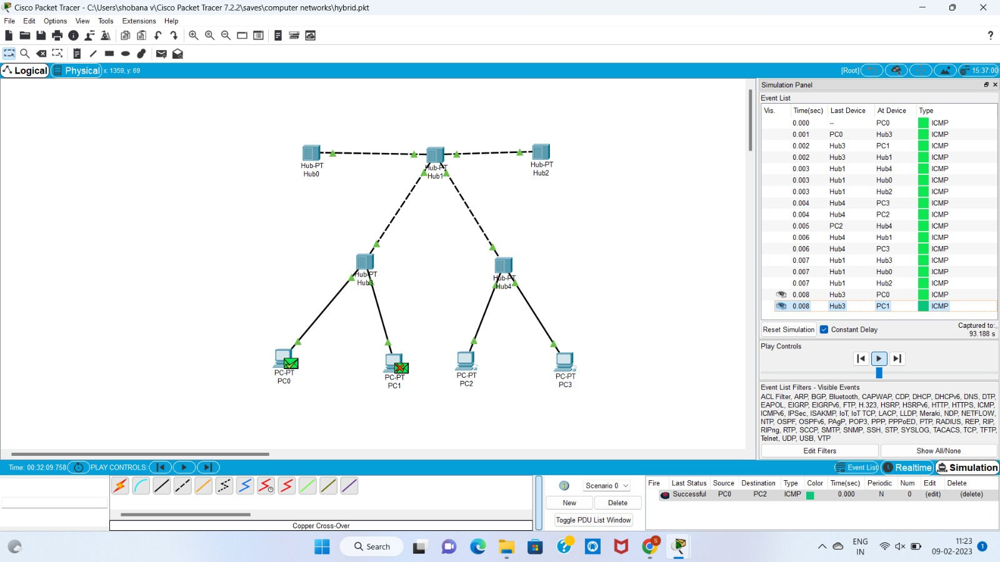 Cisco Packet Tracer - C:\Users\shobana v\Cisco Packet Tracer 7.2.2\saves\computer networks\hybrid.pkt
File Edit Options View Tools Extensions Help
?
Logical Physical x: 1359, y: 69 [Root] 15:37:00
Simulation Panel
Event List
Vis. Time(sec) Last Device At Device Type
0.000 -- PC0 ICMP
0.001 PC0 Hub3 ICMP
0.002 Hub3 PC1 ICMP
0.002 Hub3 Hub1 ICMP
0.003 Hub1 Hub4 ICMP
0.003 Hub1 Hub0 ICMP
0.003 Hub1 Hub2 ICMP
0.004 Hub4 PC3 ICMP
0.004 Hub4 PC2 ICMP
0.005 PC2 Hub4 ICMP
0.006 Hub4 Hub1 ICMP
0.006 Hub4 PC3 ICMP
0.007 Hub1 Hub3 ICMP
0.007 Hub1 Hub0 ICMP
0.007 Hub1 Hub2 ICMP
0.008 Hub3 PC0 ICMP
0.008 Hub3 PC1 ICMP
Reset Simulation Constant Delay Captured to:
93.188 s
Play Controls
Event List Filters - Visible Events
ACL Filter, ARP, BGP, Bluetooth, CAPWAP, CDP, DHCP, DHCPv6, DNS, DTP,
EAPOL, EIGRP, EIGRPv6, FTP, H.323, HSRP, HSRPv6, HTTP, HTTPS, ICMP,
ICMPv6, IPSec, ISAKMP, IoT, IoT TCP, LACP, LLDP, Meraki, NDP, NETFLOW,
NTP, OSPF, OSPFv6, PAgP, POP3, PPP, PPPoED, PTP, RADIUS, REP, RIP,
RIPng, RTP, SCCP, SMTP, SNMP, SSH, STP, SYSLOG, TACACS, TCP, TFTP,
Telnet, UDP, USB, VTP
Edit Filters Show All/None
Hub-PT
Hub0
Hub-PT
Hub1
Hub-PT
Hub2
Hub-PT
Hub3
Hub-PT
Hub4
PC-PT
PC0
PC-PT
PC1
PC-PT
PC2
PC-PT
PC3
Time: 00:32:09.758 PLAY CONTROLS: Event List Realtime Simulation
Copper Cross-Over
Scenario 0
New Delete
Toggle PDU List Window
Fire Last Status Source Destination Type Color Time(sec) Periodic Num Edit Delete
Successful PC0 PC2 ICMP 0.000 N 0 (edit) (delete)
Search
S
ENG
IN
11:23
09-02-2023
1